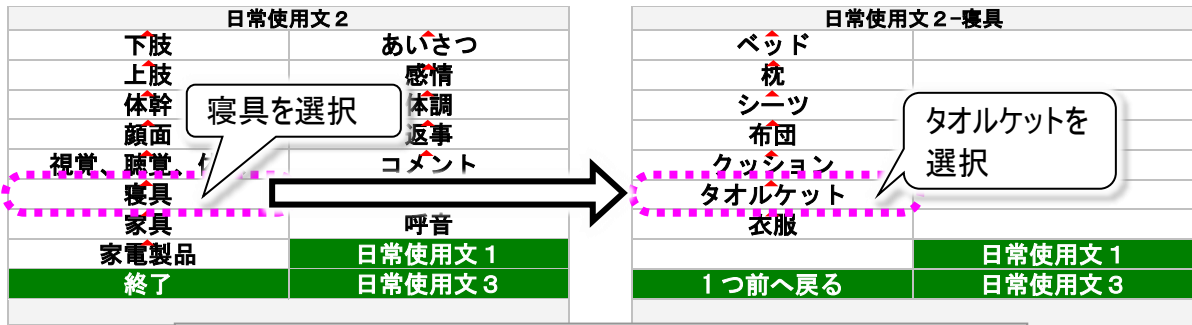 日常使用文２
下肢 あいさつ
上肢 感情
体幹 体調
顔面 返事
視覚、聴覚、 コメント
寝具
家具 呼音
家電製品 日常使用文１
終了 日常使用文３
寝具を選択
日常使用文２-寝具
ベッド
枕
シーツ
布団
クッション
タオルケット
衣服
日常使用文１
１つ前へ戻る 日常使用文３
タオルケットを
選択